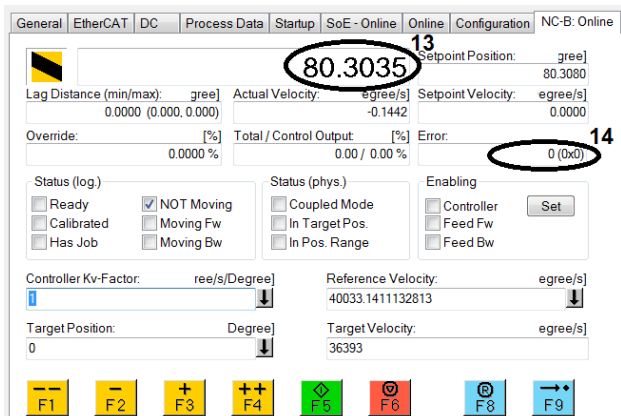 General EtherCAT DC Process Data Startup SoE - Online Online Configuration NC-B: Online
13
80.3035 Setpoint Position: gree]
80.3080
Lag Distance (min/max): gree] Actual Velocity: egree/s] Setpoint Velocity: egree/s]
0.0000 (0.000, 0.000) -0.1442 0.0000
Override: [%] Total / Control Output: [%] Error: 14
0.0000 % 0.00 / 0.00 % 0 (0x0)
Status (log.) Status (phys.) Enabling
Ready NOT Moving Coupled Mode Controller Set
Calibrated Moving Fw In Target Pos. Feed Fw
Has Job Moving Bw In Pos. Range Feed Bw
Controller Kv-Factor: ree/s/Degree] Reference Velocity: egree/s]
1 40033.1411132813
Target Position: Degree] Target Velocity: egree/s]
0 36393
-- - + ++ R
F1 F2 F3 F4 F5 F6 F8 F9